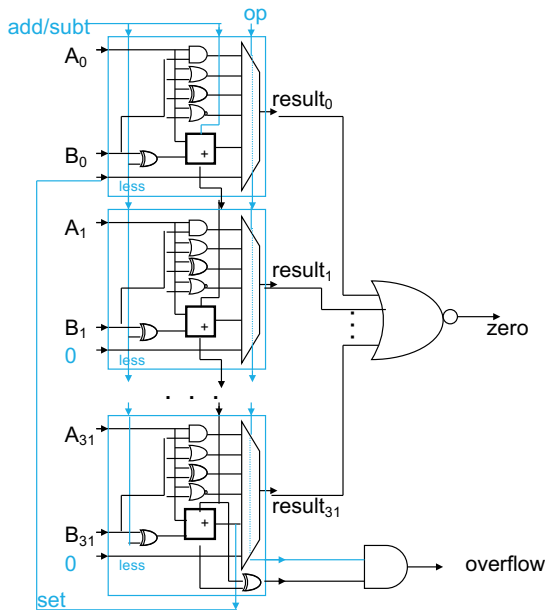 add/subt op
A0
result0
+
B0
less
A1
result1
+
B1
zero
0
less
. . .
A31
result31
+
B31
0
less
overflow
set